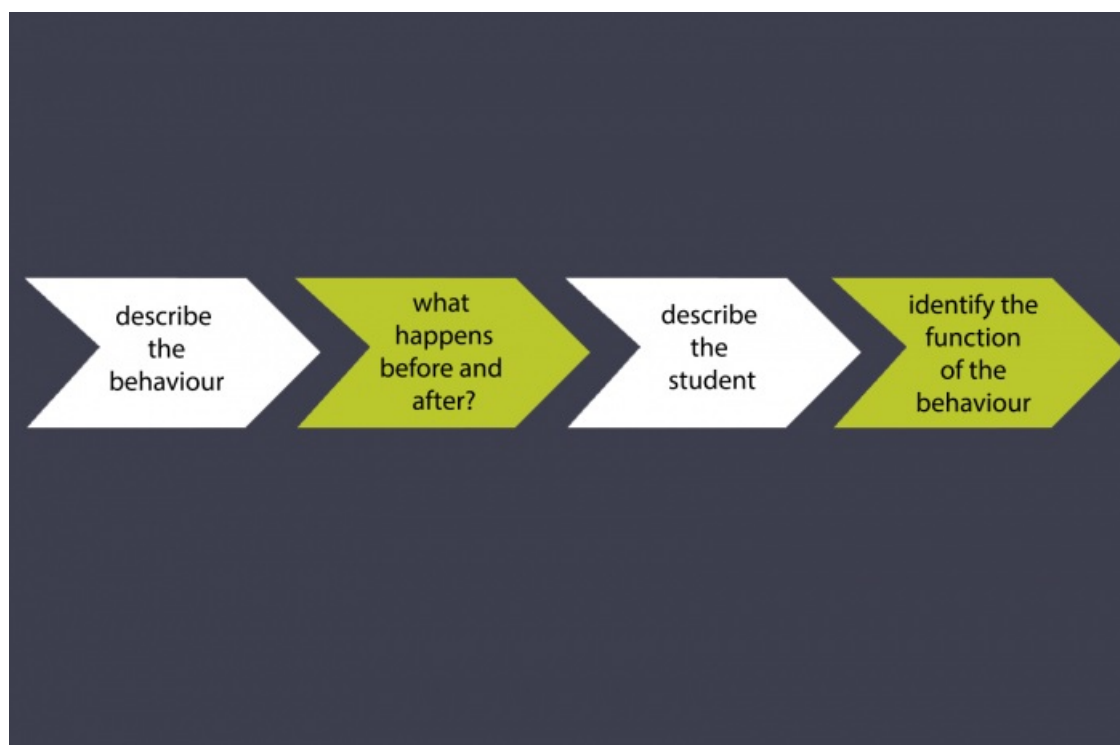 describe
the
behaviour
what
happens
before and
after?
describe
the
student
identify the
function
of the
behaviour